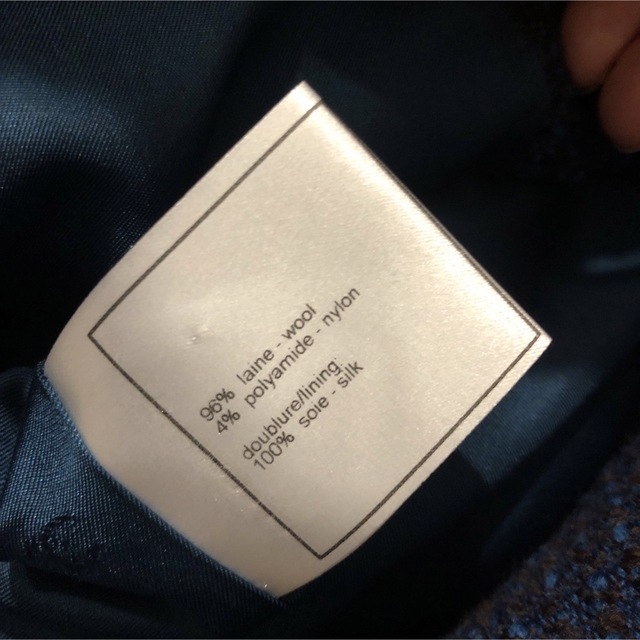 96% laine - wool
4% polyamide - nylon
doublure/lining:
100% soie - silk